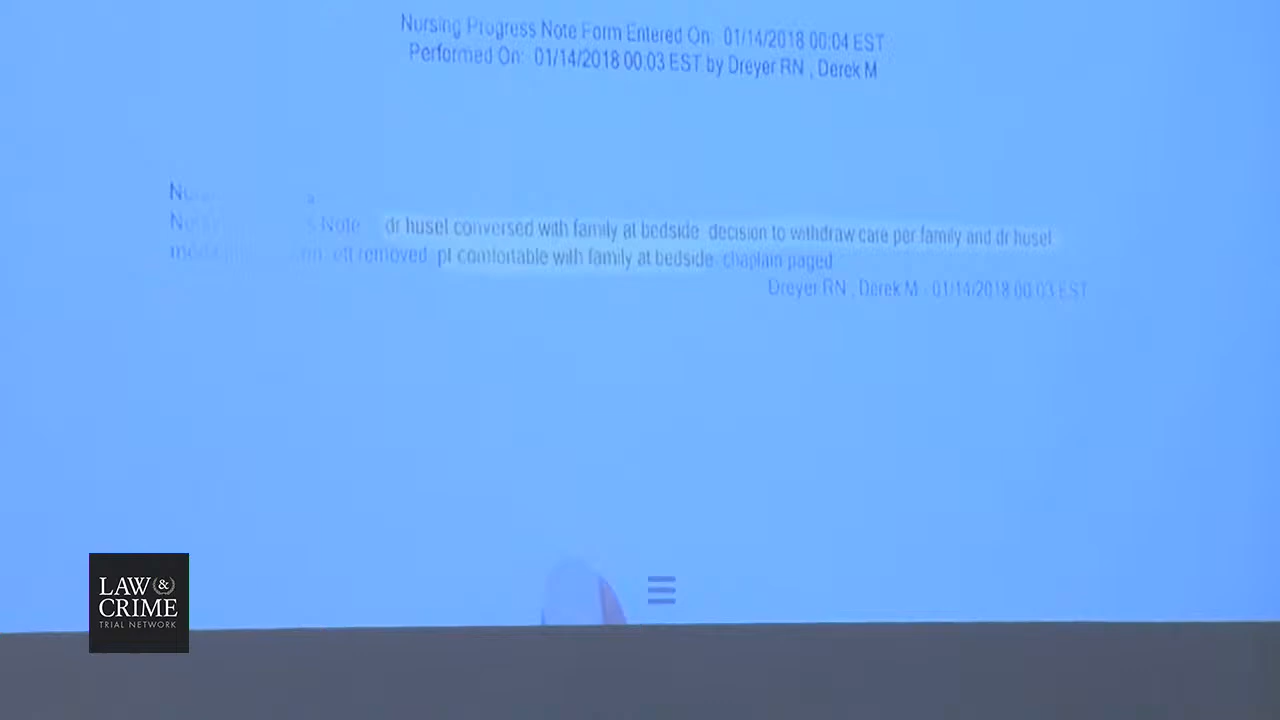 Nursing Progress Note Form Entered On: 01/14/2018 00:04 EST
Performed On: 01/14/2018 00:03 EST by Dreyer RN , Derek M
Note dr husel conversed with family at bedside decision to withdraw care per family and dr husel
ett removed pt comfortable with family at bedside chaplain paged
Dreyer RN , Derek M - 01/14/2018 00:03 EST
LAW &
CRIME
TRIAL NETWORK